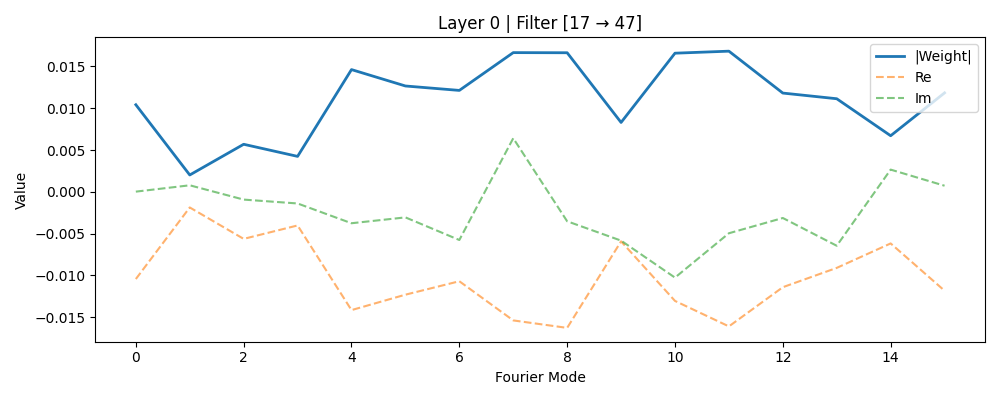 Layer 0 | Filter [17 → 47]
|Weight|
Re
Im
Value
0.015
0.010
0.005
0.000
−0.005
−0.010
−0.015
0 2 4 6 8 10 12 14
Fourier Mode